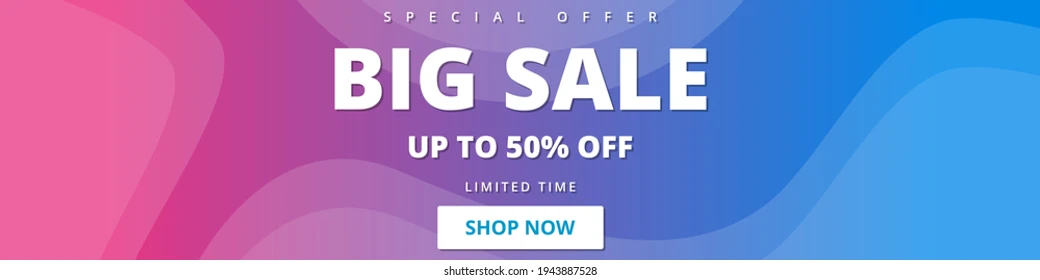 SPECIAL OFFER
BIG SALE
UP TO 50% OFF
LIMITED TIME
SHOP NOW
shutterstock.com · 1943887528